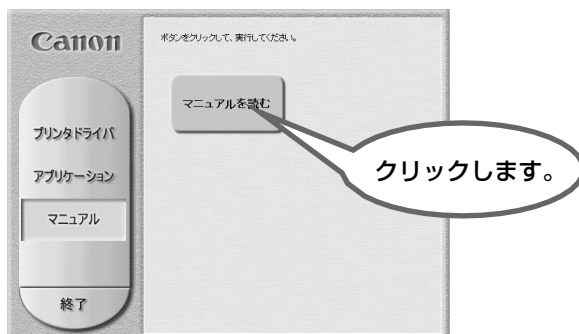 Canon
ボタンをクリックして、実行してください。
マニュアルを読む
クリックします。
プリンタドライバ
アプリケーション
マニュアル
終了